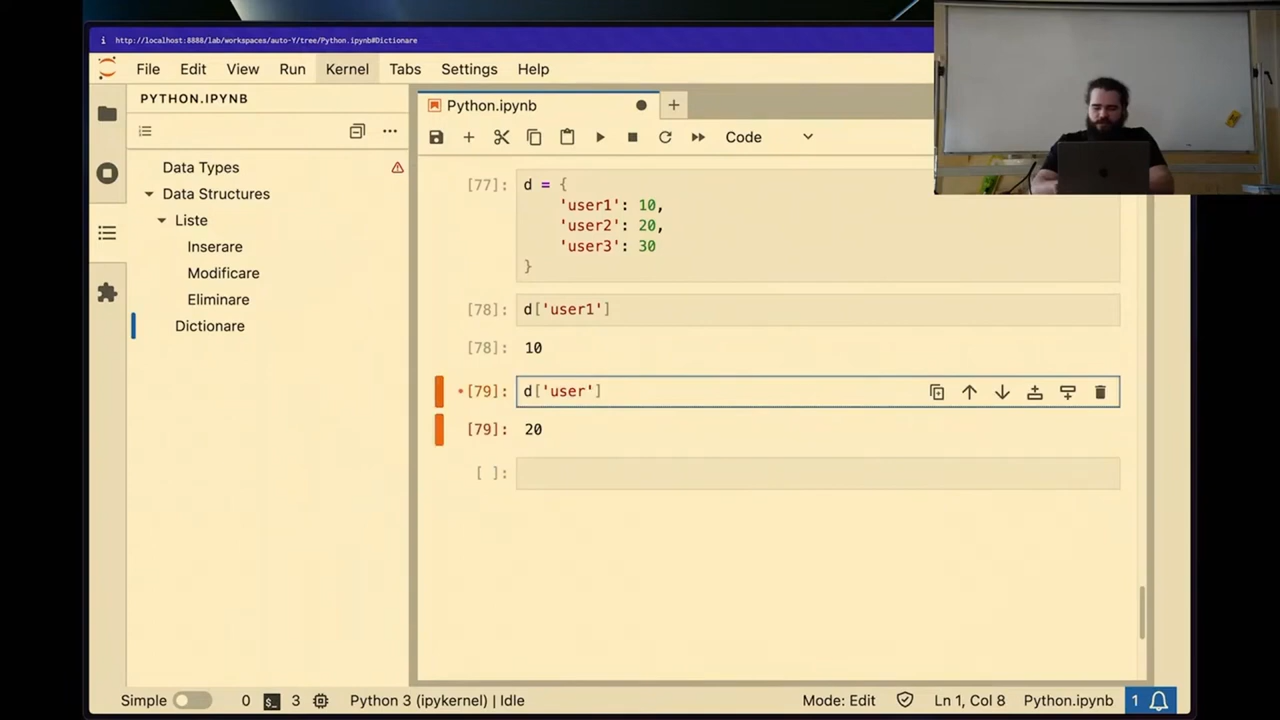 i http://localhost:8888/lab/workspaces/auto-Y/tree/Python.ipynb#Dictionare
File Edit View Run Kernel Tabs Settings Help
PYTHON.IPYNB
Data Types
Data Structures
Liste
Inserare
Modificare
Eliminare
Dictionare
Python.ipynb
Code
[77]: d = {
'user1': 10,
'user2': 20,
'user3': 30
}
[78]: d['user1']
[78]: 10
[79]: d['user']
[79]: 20
[ ]:
Simple 0 $_ 3 Python 3 (ipykernel) | Idle Mode: Edit Ln 1, Col 8 Python.ipynb 1